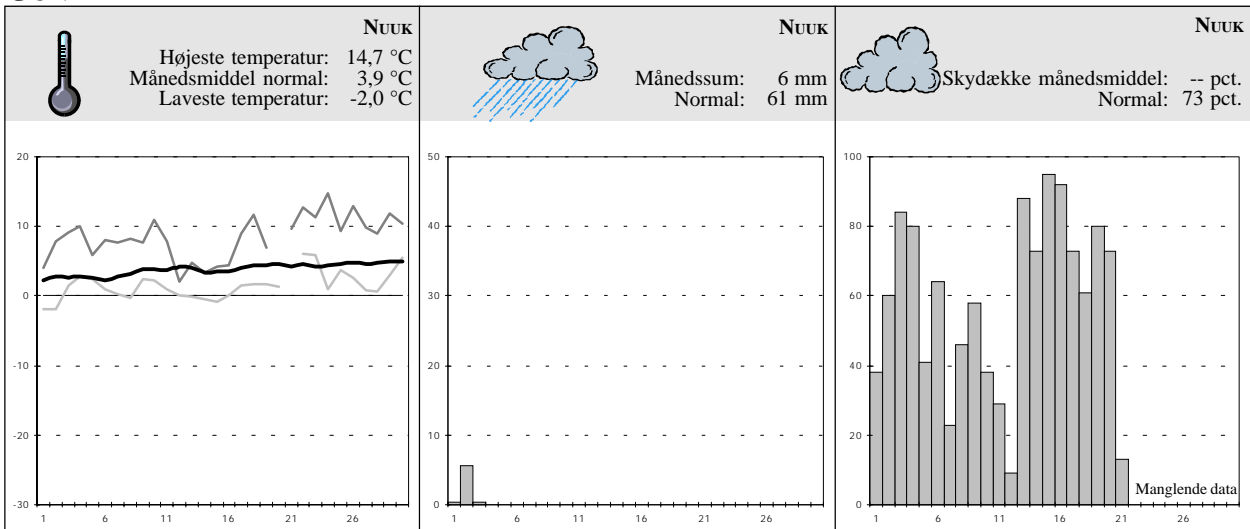 NUUK
Højeste temperatur: 14,7 °C
Månedsmiddel normal: 3,9 °C
Laveste temperatur: -2,0 °C
20
10
0
-10
-20
-30
1 6 11 16 21 26
NUUK
Månedssum: 6 mm
Normal: 61 mm
50
40
30
20
10
0
1 6 11 16 21 26
NUUK
Skydække månedsmiddel: -- pct.
Normal: 73 pct.
100
80
60
40
20
0
Manglende data
1 6 11 16 21 26